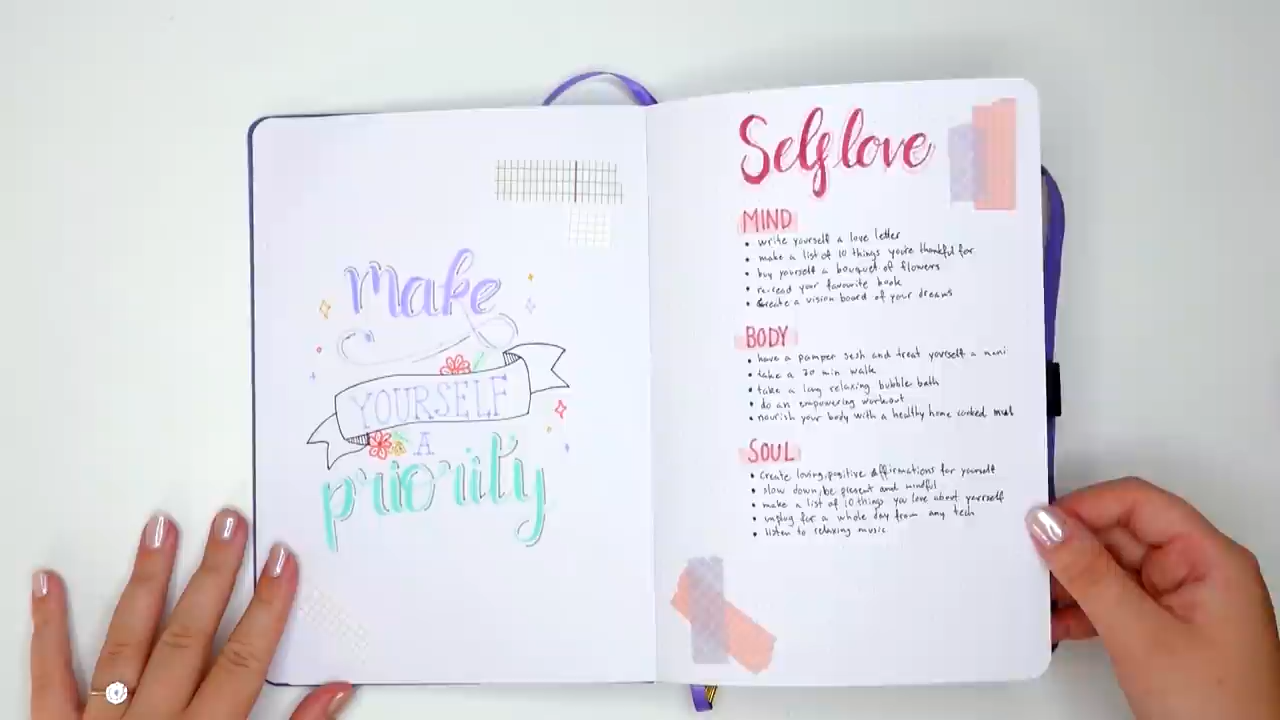 make
YOURSELF
A
priority
Self love
MIND
• write yourself a love letter
• make a list of 10 things you're thankful for
• buy yourself a bouquet of flowers
• re-read your favourite book
• create a vision board of your dreams
BODY
• have a pamper sesh and treat yourself a mani
• take a 30 min walk
• take a long relaxing bubble bath
• do an empowering workout
• nourish your body with a healthy home cooked meal
SOUL
• create loving, positive affirmations for yourself
• slow down, be present and mindful
• make a list of 10 things you love about yourself
• unplug for a whole day from any tech
• listen to relaxing music